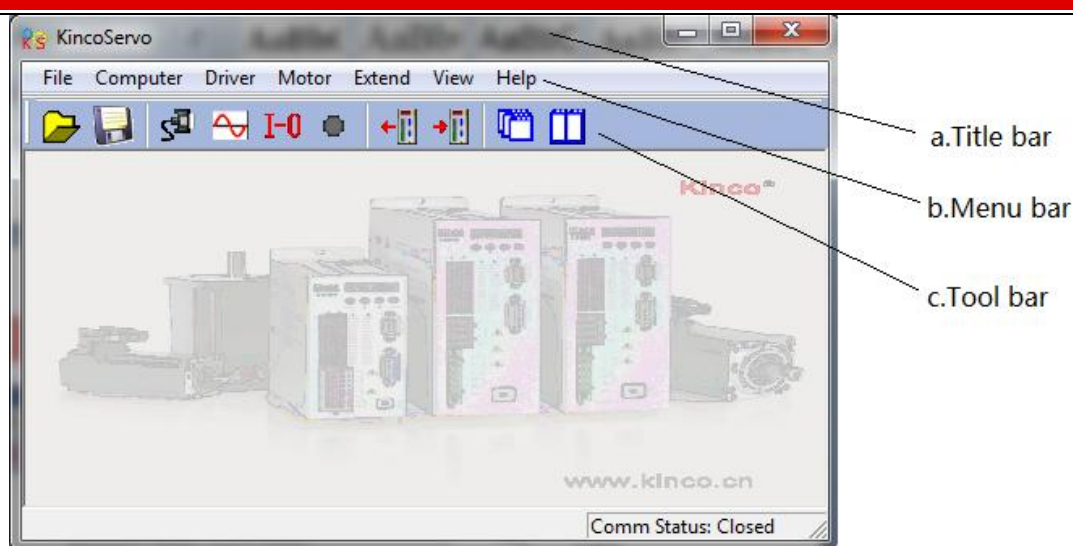 KincoServo
File Computer Driver Motor Extend View Help
I-O
a.Title bar
Kinco®
b.Menu bar
c.Tool bar
www.kinco.cn
Comm Status: Closed